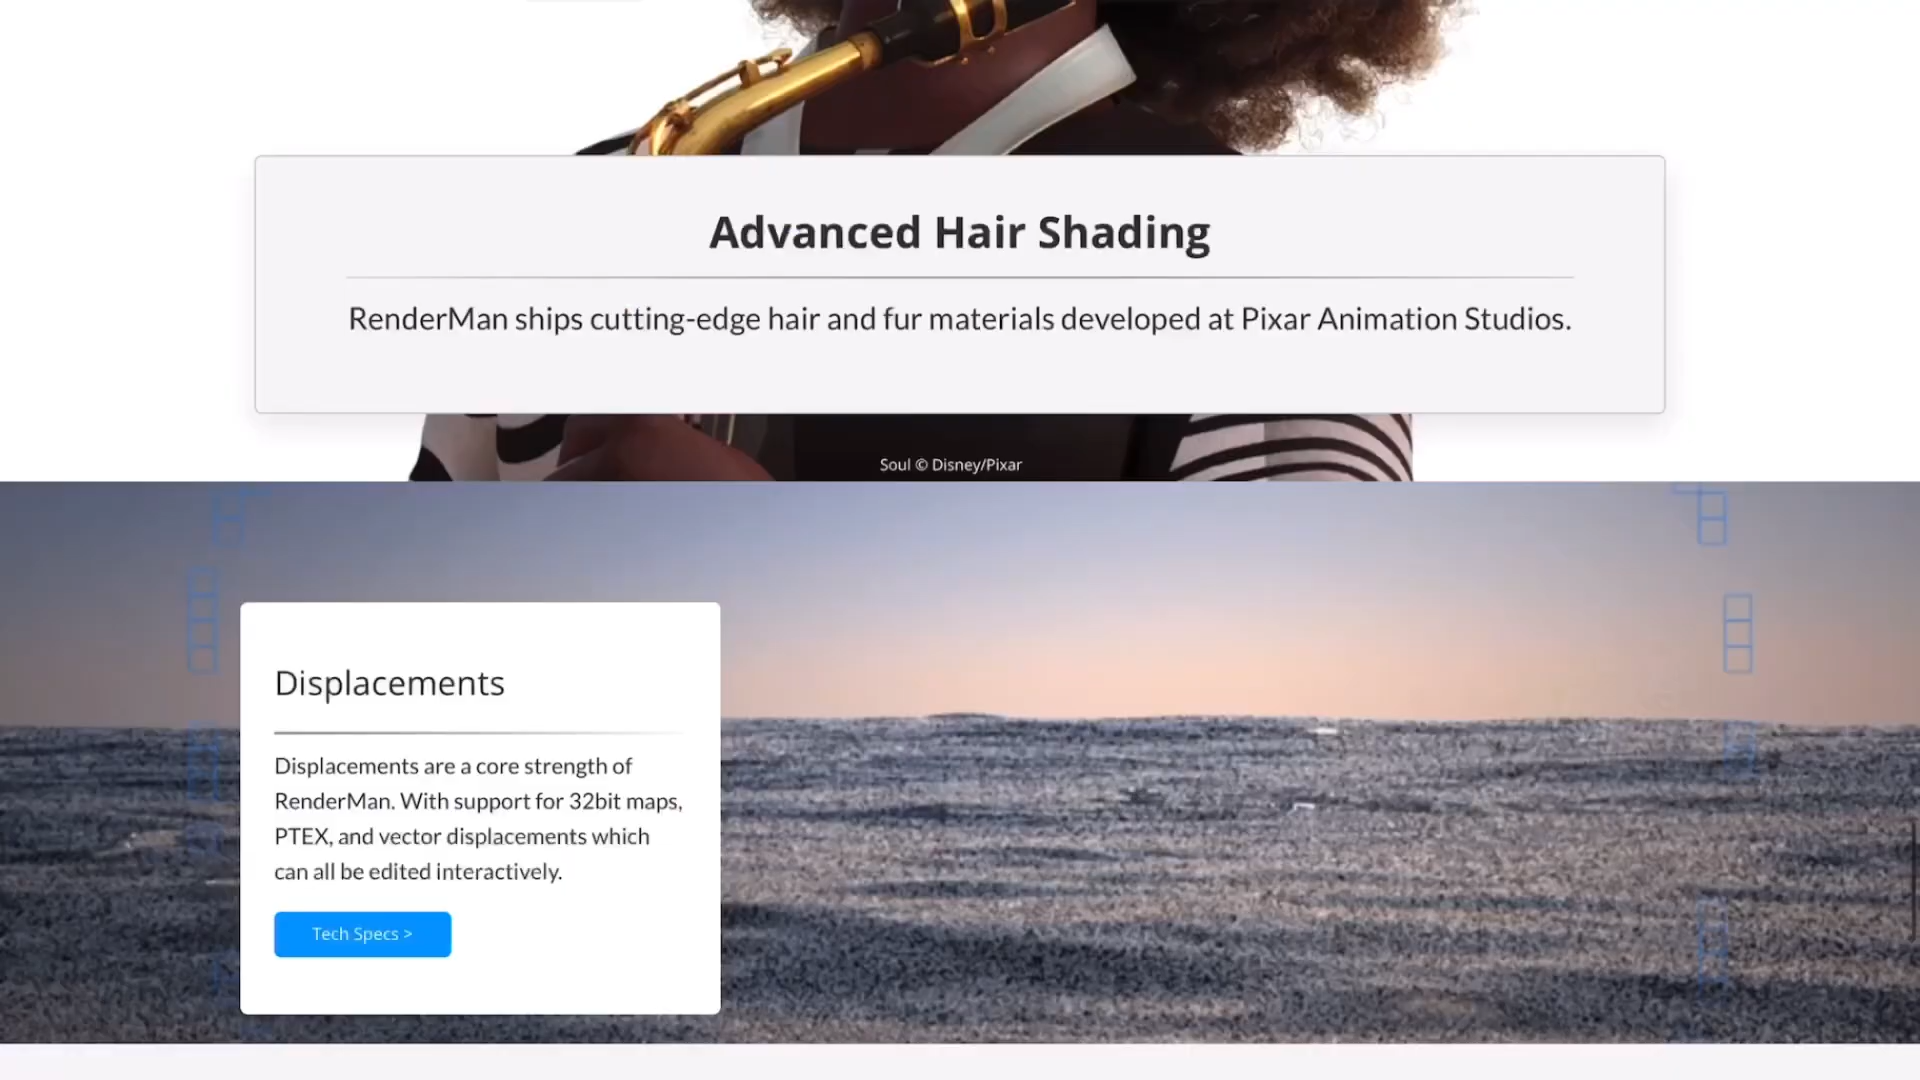 Advanced Hair Shading
RenderMan ships cutting-edge hair and fur materials developed at Pixar Animation Studios.
Soul © Disney/Pixar
Displacements
Displacements are a core strength of
RenderMan. With support for 32bit maps,
PTEX, and vector displacements which
can all be edited interactively.
Tech Specs >